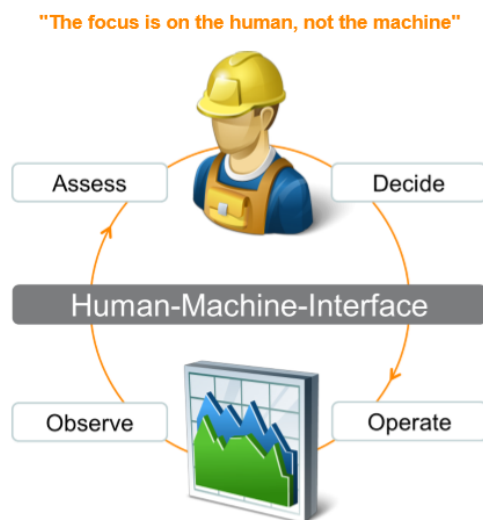 "The focus is on the human, not the machine"
Assess
Decide
Human-Machine-Interface
Observe
Operate